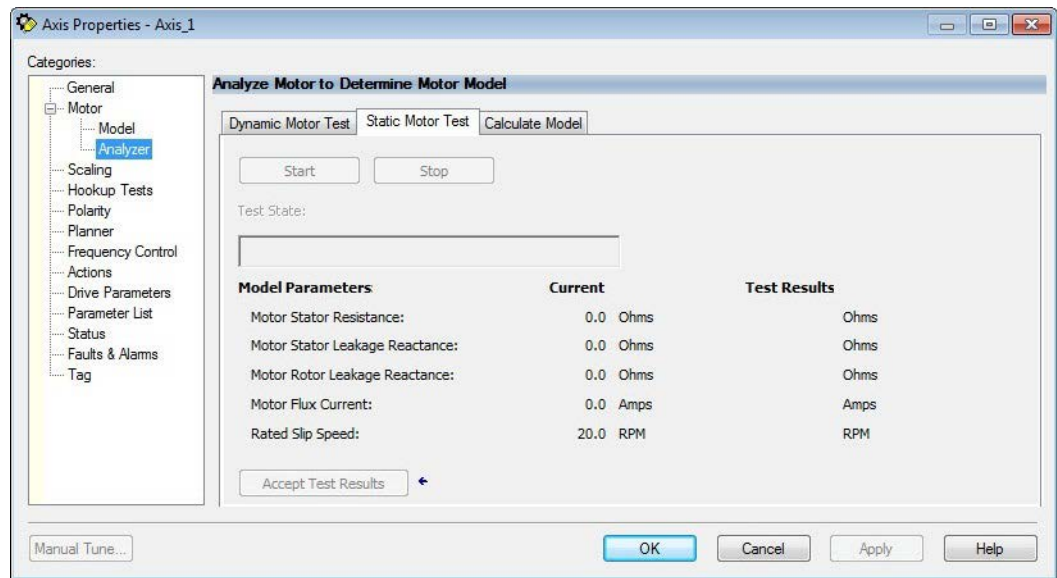 Axis Properties - Axis_1
Categories:
General
Motor
Model
Analyzer
Scaling
Hookup Tests
Polarity
Planner
Frequency Control
Actions
Drive Parameters
Parameter List
Status
Faults & Alarms
Tag
Analyze Motor to Determine Motor Model
Dynamic Motor Test Static Motor Test Calculate Model
Start Stop
Test State:
Model Parameters Current Test Results
Motor Stator Resistance: 0.0 Ohms Ohms
Motor Stator Leakage Reactance: 0.0 Ohms Ohms
Motor Rotor Leakage Reactance: 0.0 Ohms Ohms
Motor Flux Current: 0.0 Amps Amps
Rated Slip Speed: 20.0 RPM RPM
Accept Test Results
Manual Tune... OK Cancel Apply Help